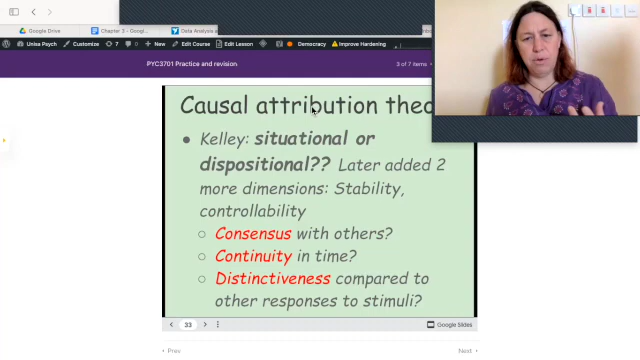 Google Drive
Chapter 3 - Googl
Data Analysis a
Unisa Psych
Customize
7
0
New
Edit Course
Edit Lesson
Democracy
Improve Hardening
PYC3701 Practice and revision
3 of 7 items
Causal attribution theo
● Kelley: situational or
dispositional?? Later added 2
more dimensions: Stability,
controllability
○ Consensus with others?
○ Continuity in time?
○ Distinctiveness compared to
other responses to stimuli?
33
Google Slides
‹ Prev
Next ›